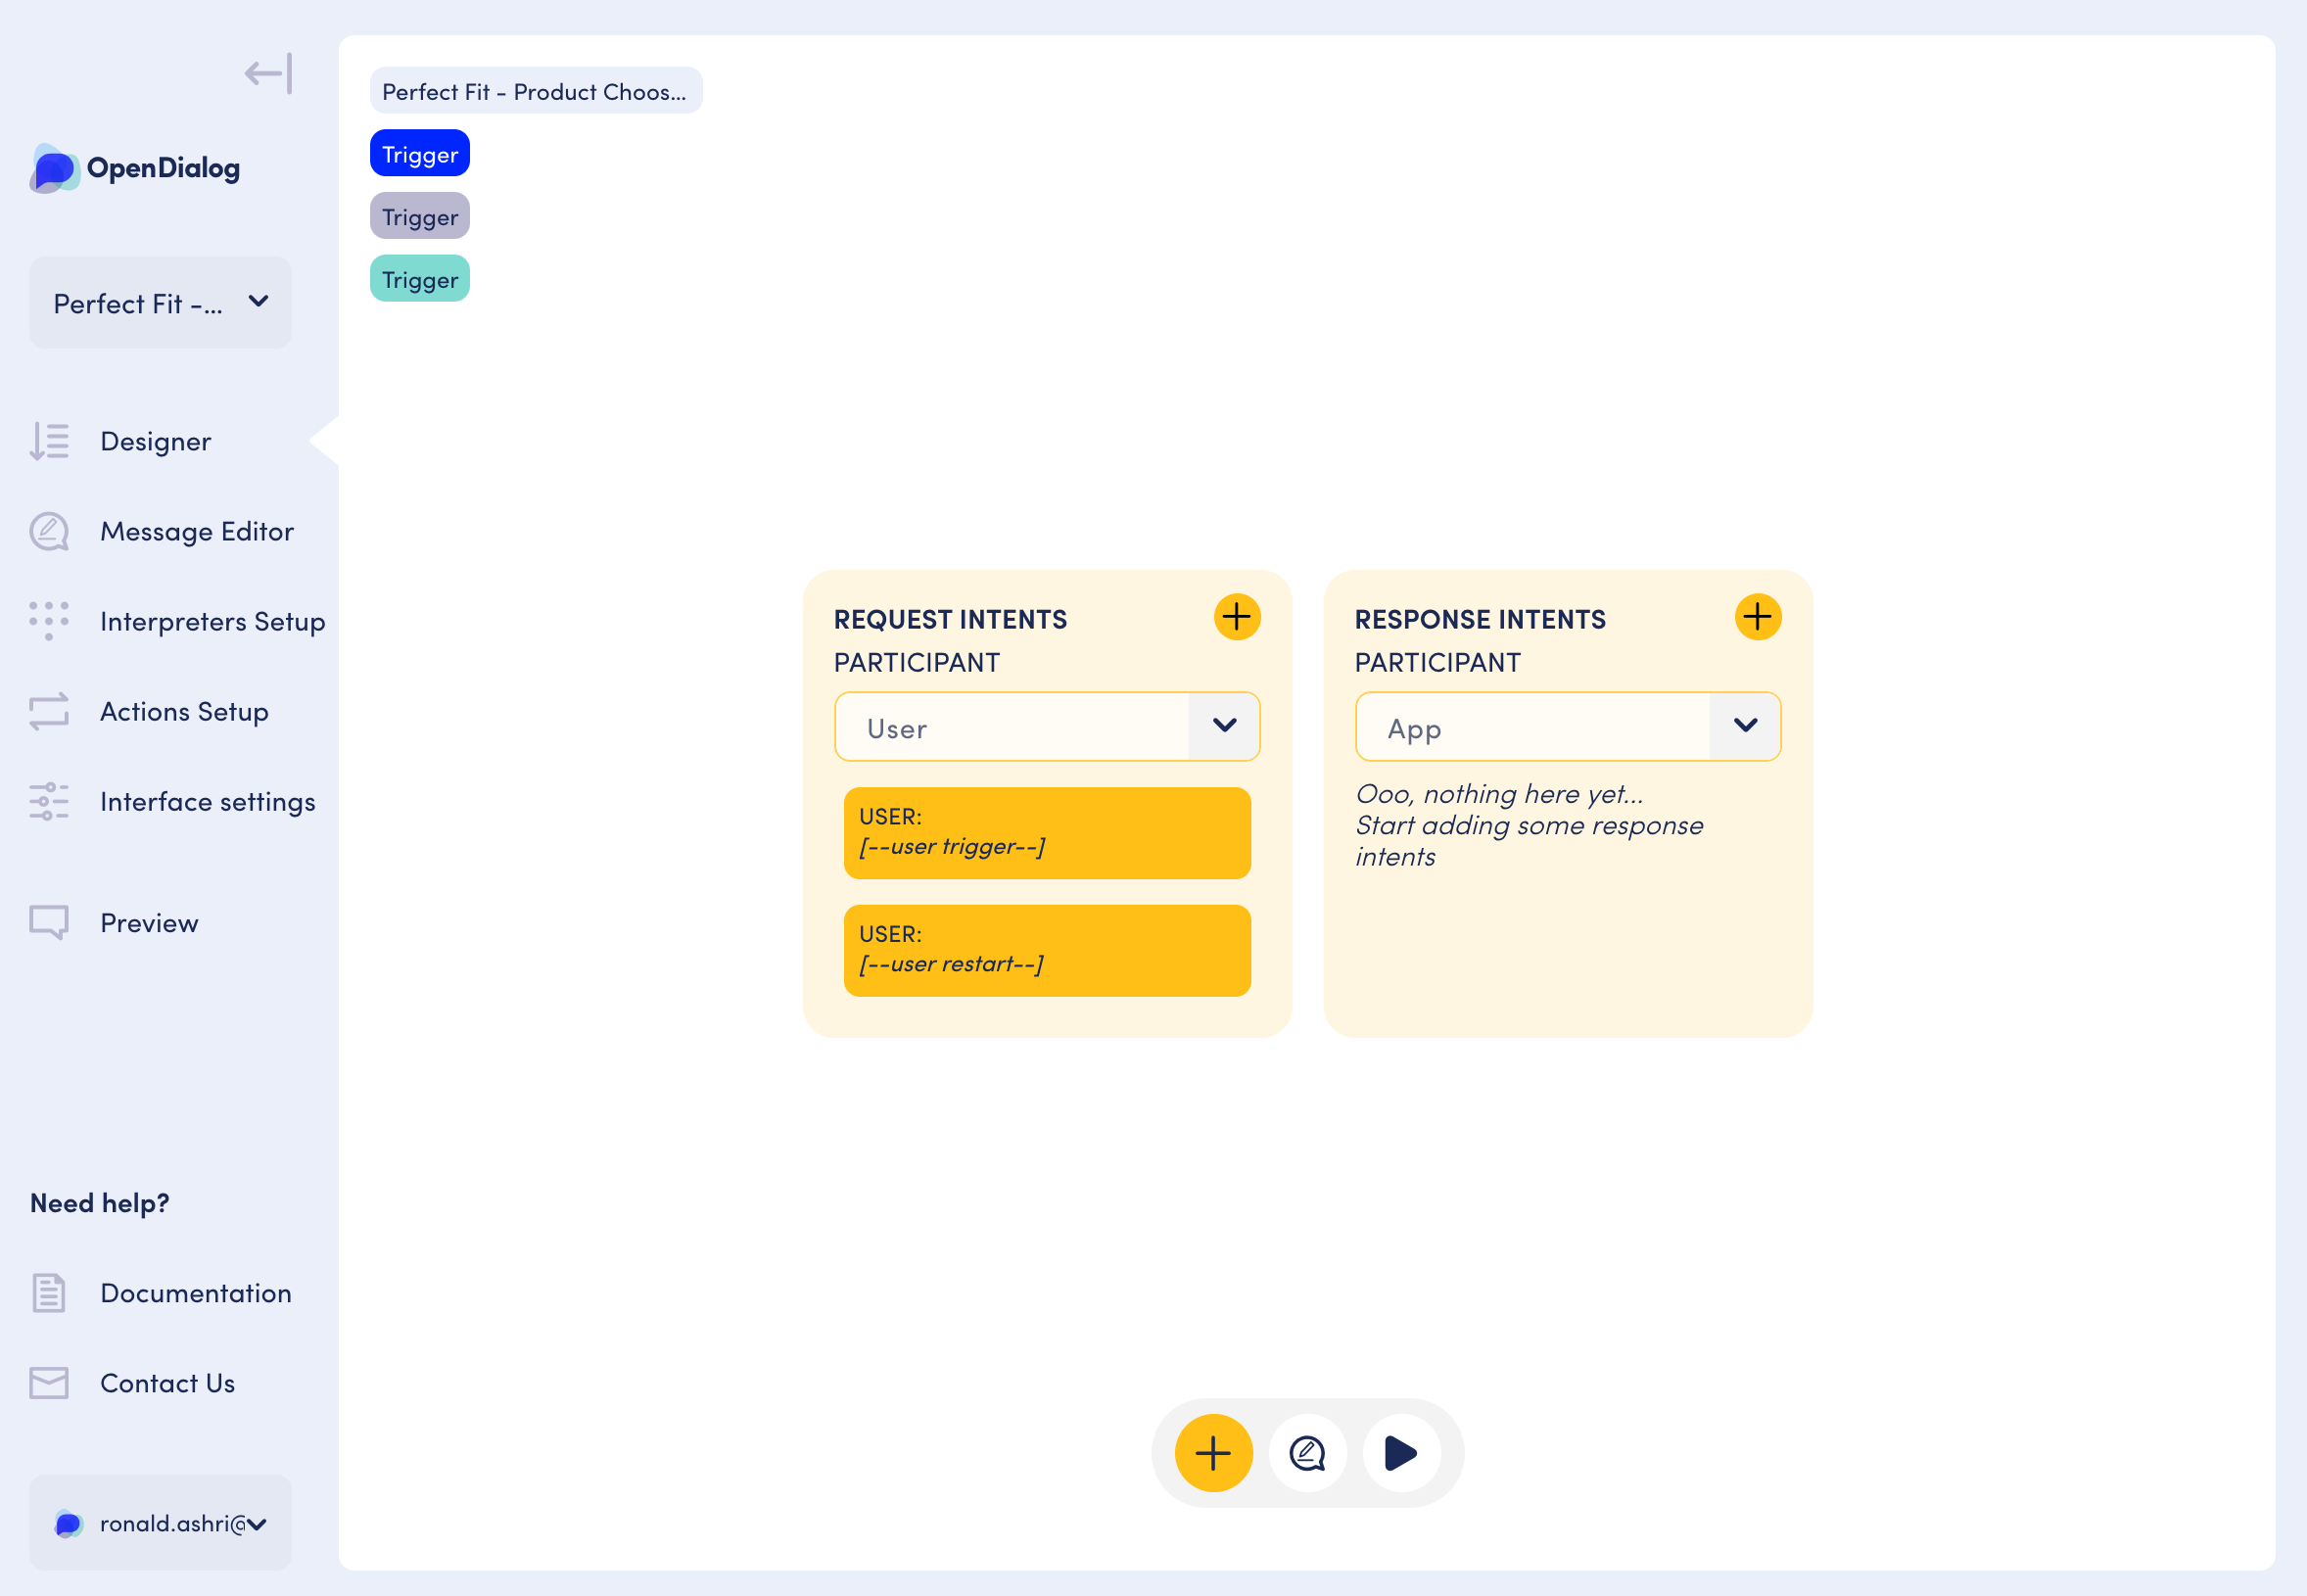 OpenDialog
Perfect Fit -...
Designer
Message Editor
Interpreters Setup
Actions Setup
Interface settings
Preview
Need help?
Documentation
Contact Us
ronald.ashri@
Perfect Fit - Product Choos...
Trigger
Trigger
Trigger
REQUEST INTENTS
PARTICIPANT
User
USER:
[--user trigger--]
USER:
[--user restart--]
RESPONSE INTENTS
PARTICIPANT
App
Ooo, nothing here yet...
Start adding some response
intents